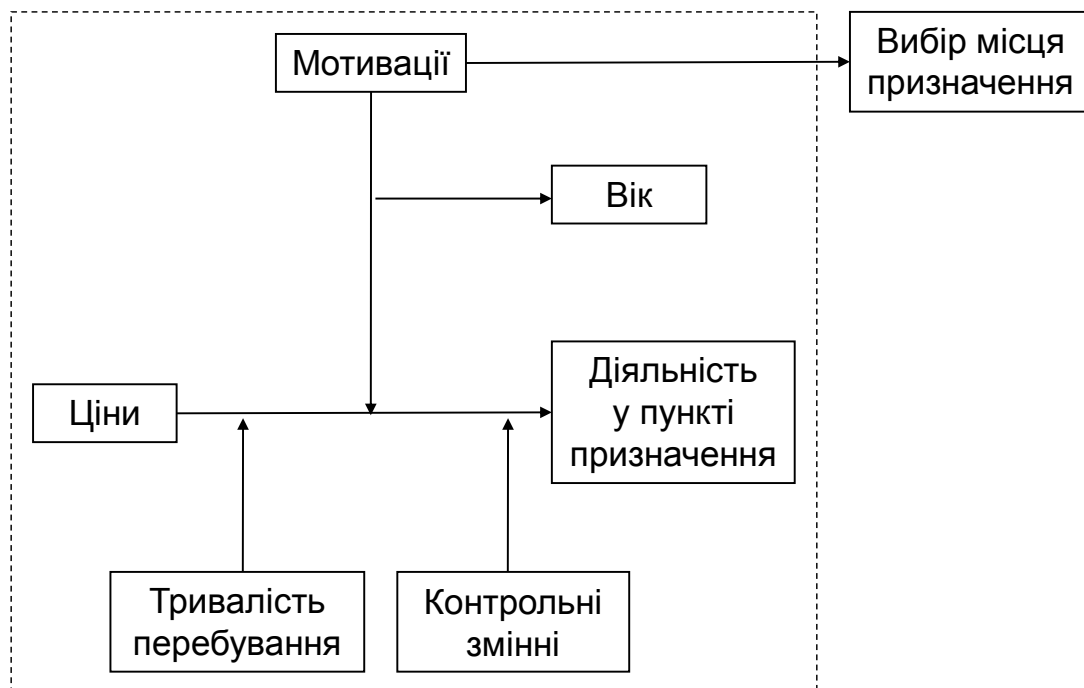 Мотивації
Вибір місця
призначення
Вік
Ціни
Діяльність
у пункті
призначення
Тривалість
перебування
Контрольні
змінні